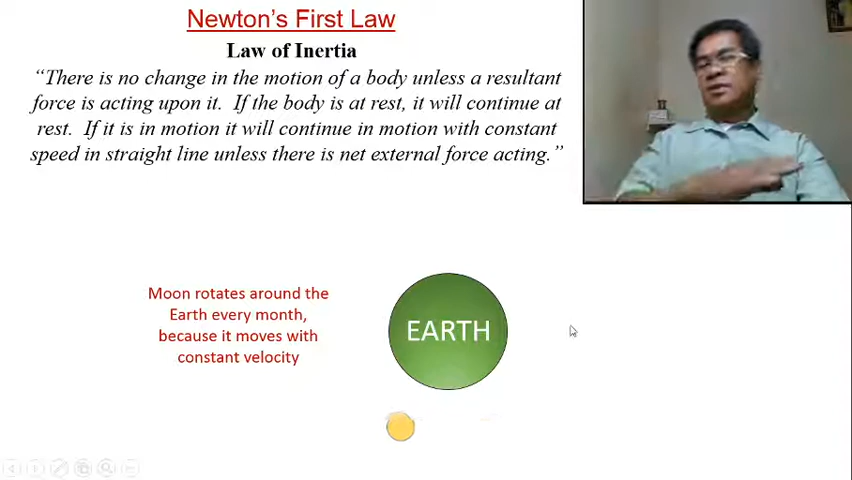 Newton's First Law
Law of Inertia
“There is no change in the motion of a body unless a resultant
force is acting upon it. If the body is at rest, it will continue at
rest. If it is in motion it will continue in motion with constant
speed in straight line unless there is net external force acting.”
Moon rotates around the
Earth every month,
because it moves with
constant velocity
EARTH